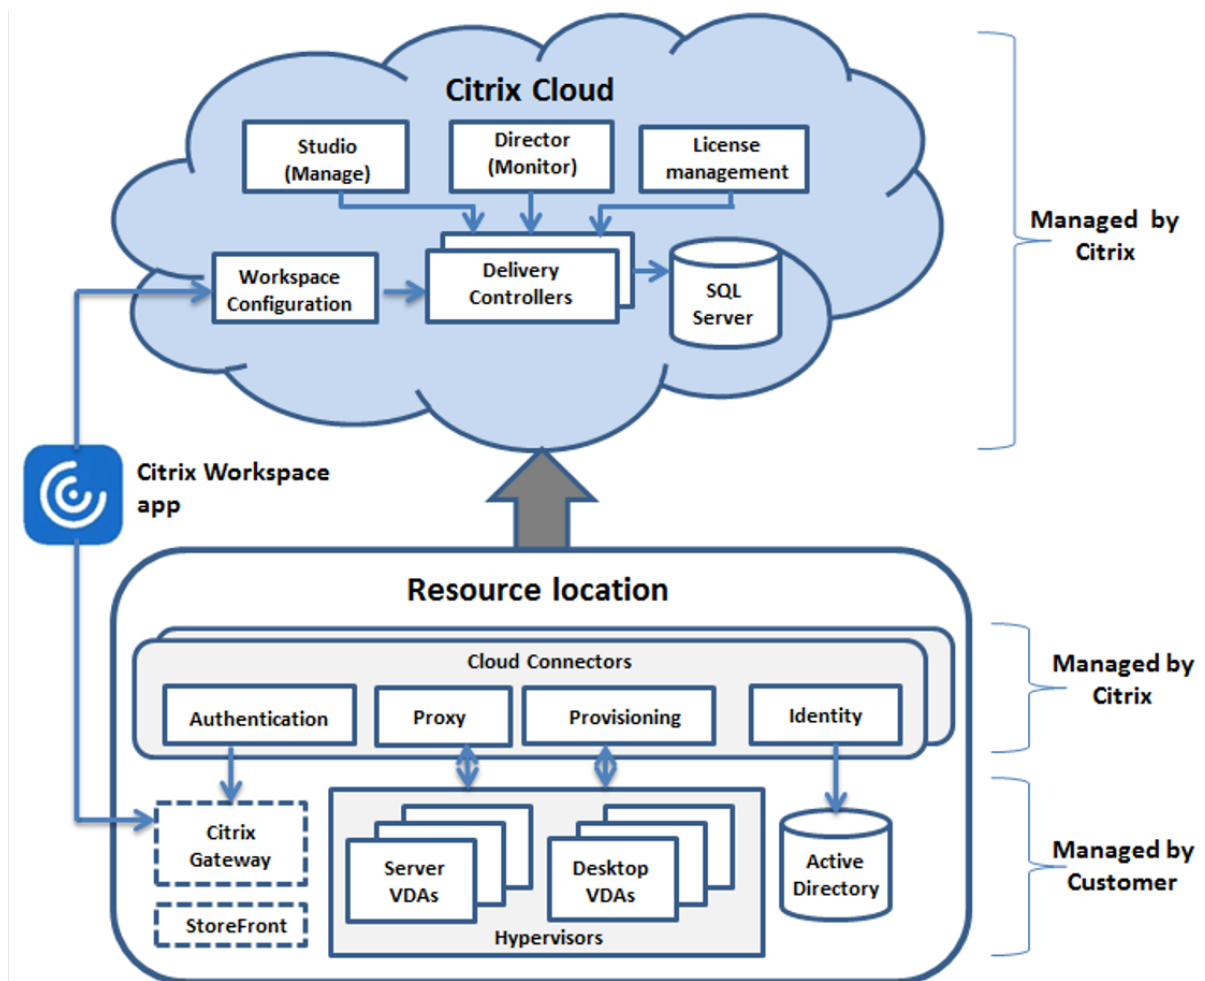 Citrix Cloud
Studio
(Manage)
Director
(Monitor)
License
management
Managed by
Citrix
Workspace
Configuration
Delivery
Controllers
SQL
Server
Citrix Workspace
app
Resource location
Cloud Connectors
Authentication
Proxy
Provisioning
Identity
Managed by
Citrix
Citrix
Gateway
StoreFront
Server
VDAs
Desktop
VDAs
Hypervisors
Active
Directory
Managed by
Customer